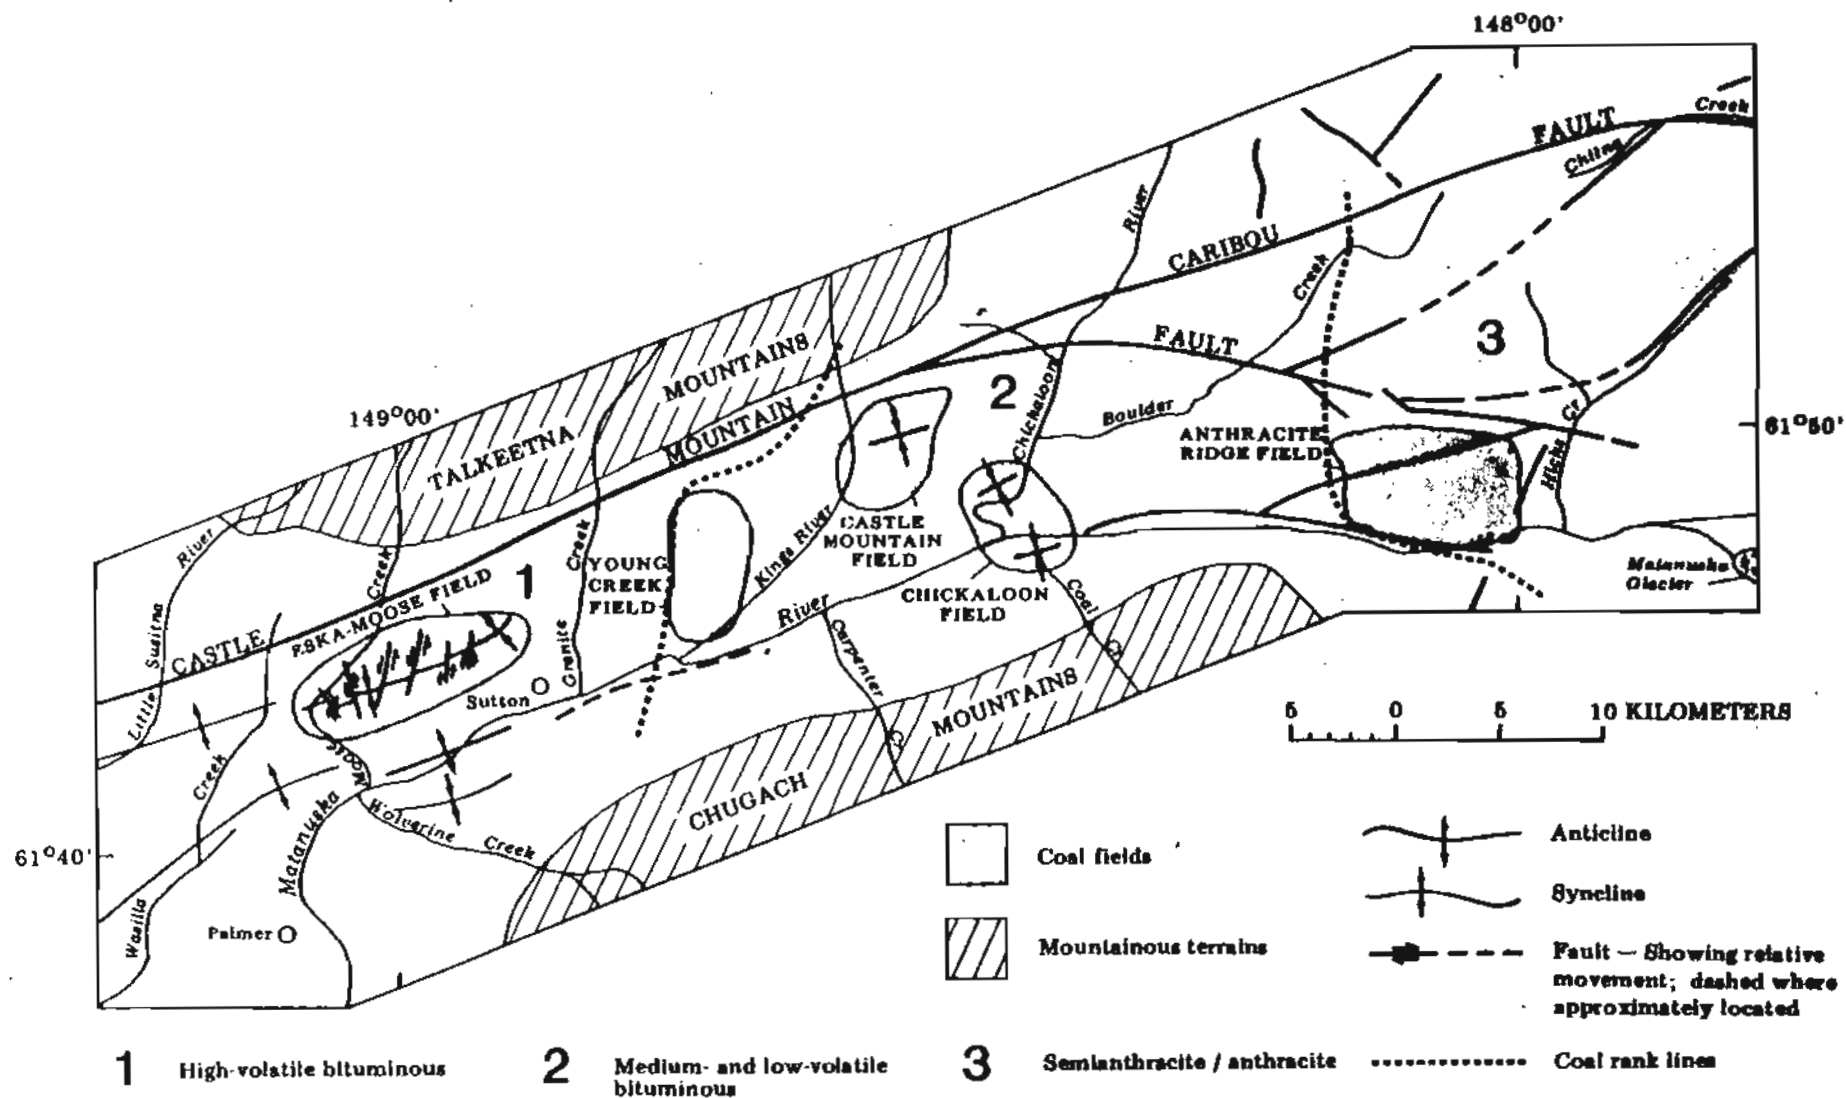 148°00'
Creek
FAULT
Chitna
River
CARIBOU
Creek
3
FAULT
MOUNTAINS
2
Chickaloon
Boulder
61°50'
149°00'
TALKEETNA
MOUNTAIN
ANTHRACITE
RIDGE FIELD
Hicks Cr
River
Creek
Creek
CASTLE
MOUNTAIN
FIELD
Kings River
1
YOUNG
CREEK
FIELD
Matanuska
Glacier
ESKA-MOOSE FIELD
CHICKALOON
FIELD
Coal Ch
River
CASTLE
Little Susitna
Granite
Carpenter Cr
Sutton
MOUNTAINS
5 0 5 10 KILOMETERS
Creek
Moose
CHUGACH
Matanuska
Wolverine Creek
61°40'
Wasilla
Palmer
Coal fields
Mountainous terrains
Anticline
Syncline
Fault — Showing relative
movement; dashed where
approximately located
1 High-volatile bituminous
2 Medium- and low-volatile
bituminous
3 Semianthracite / anthracite
Coal rank lines